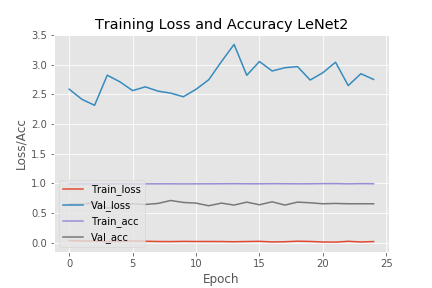 Training Loss and Accuracy LeNet2
3.5
3.0
2.5
2.0
1.5
1.0
0.5
0.0
Loss/Acc
Train_loss
Val_loss
Train_acc
Val_acc
0 5 10 15 20 25
Epoch